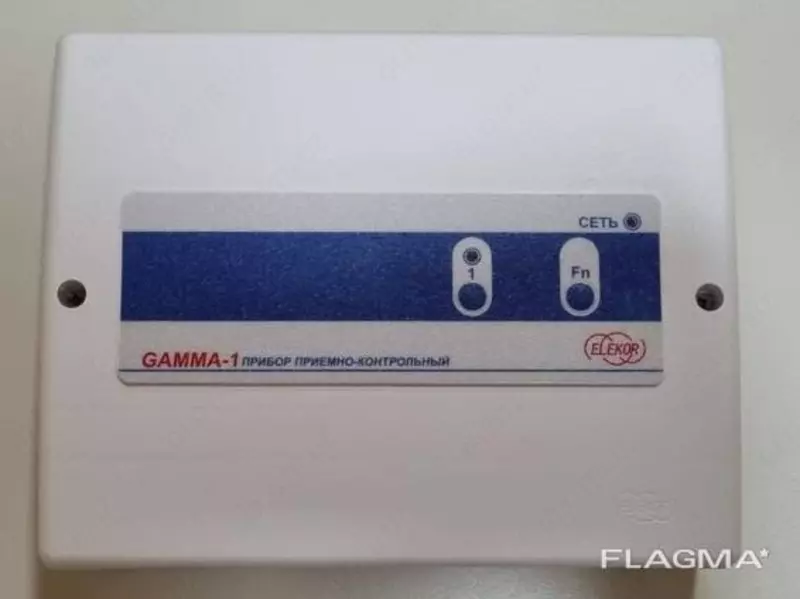 СЕТЬ
1
Fn
GAMMA-1 ПРИБОР ПРИЕМНО-КОНТРОЛЬНЫЙ
ELEKOR
FLAGMA